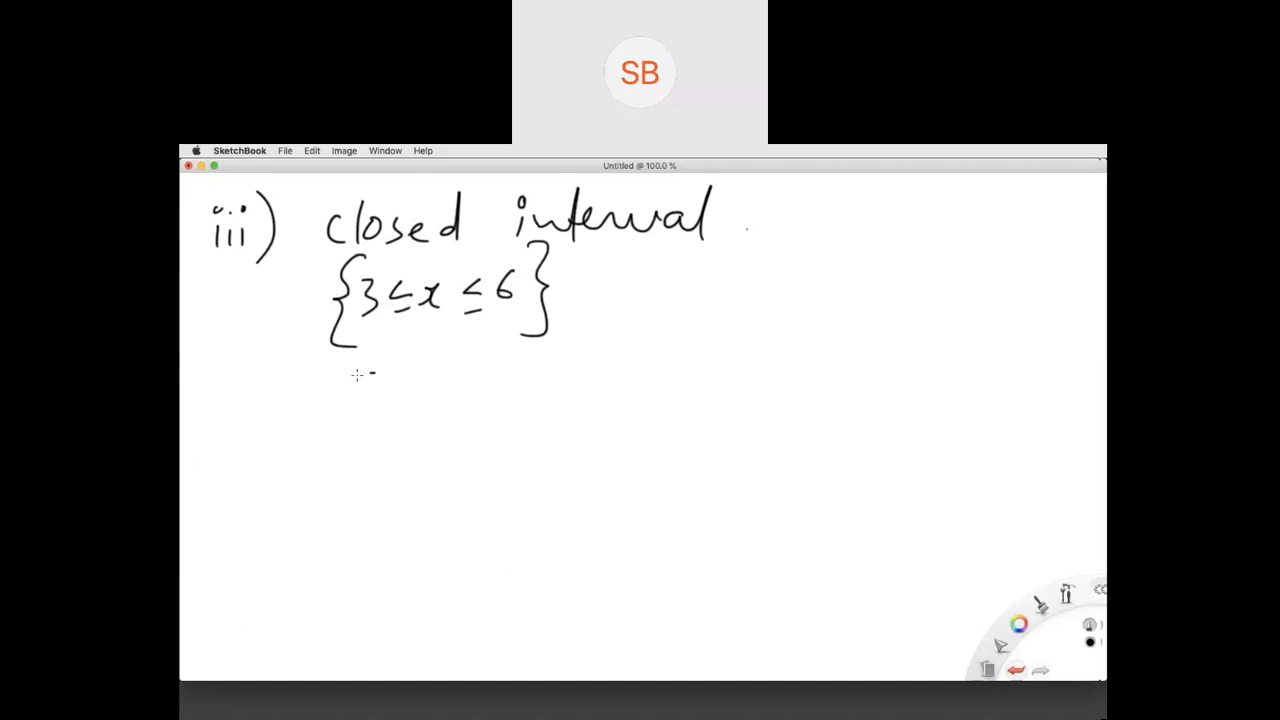 SB
SketchBook File Edit Image Window Help
Untitled @ 100.0 %
iii) closed interval.
{3 ≤ x ≤ 6}